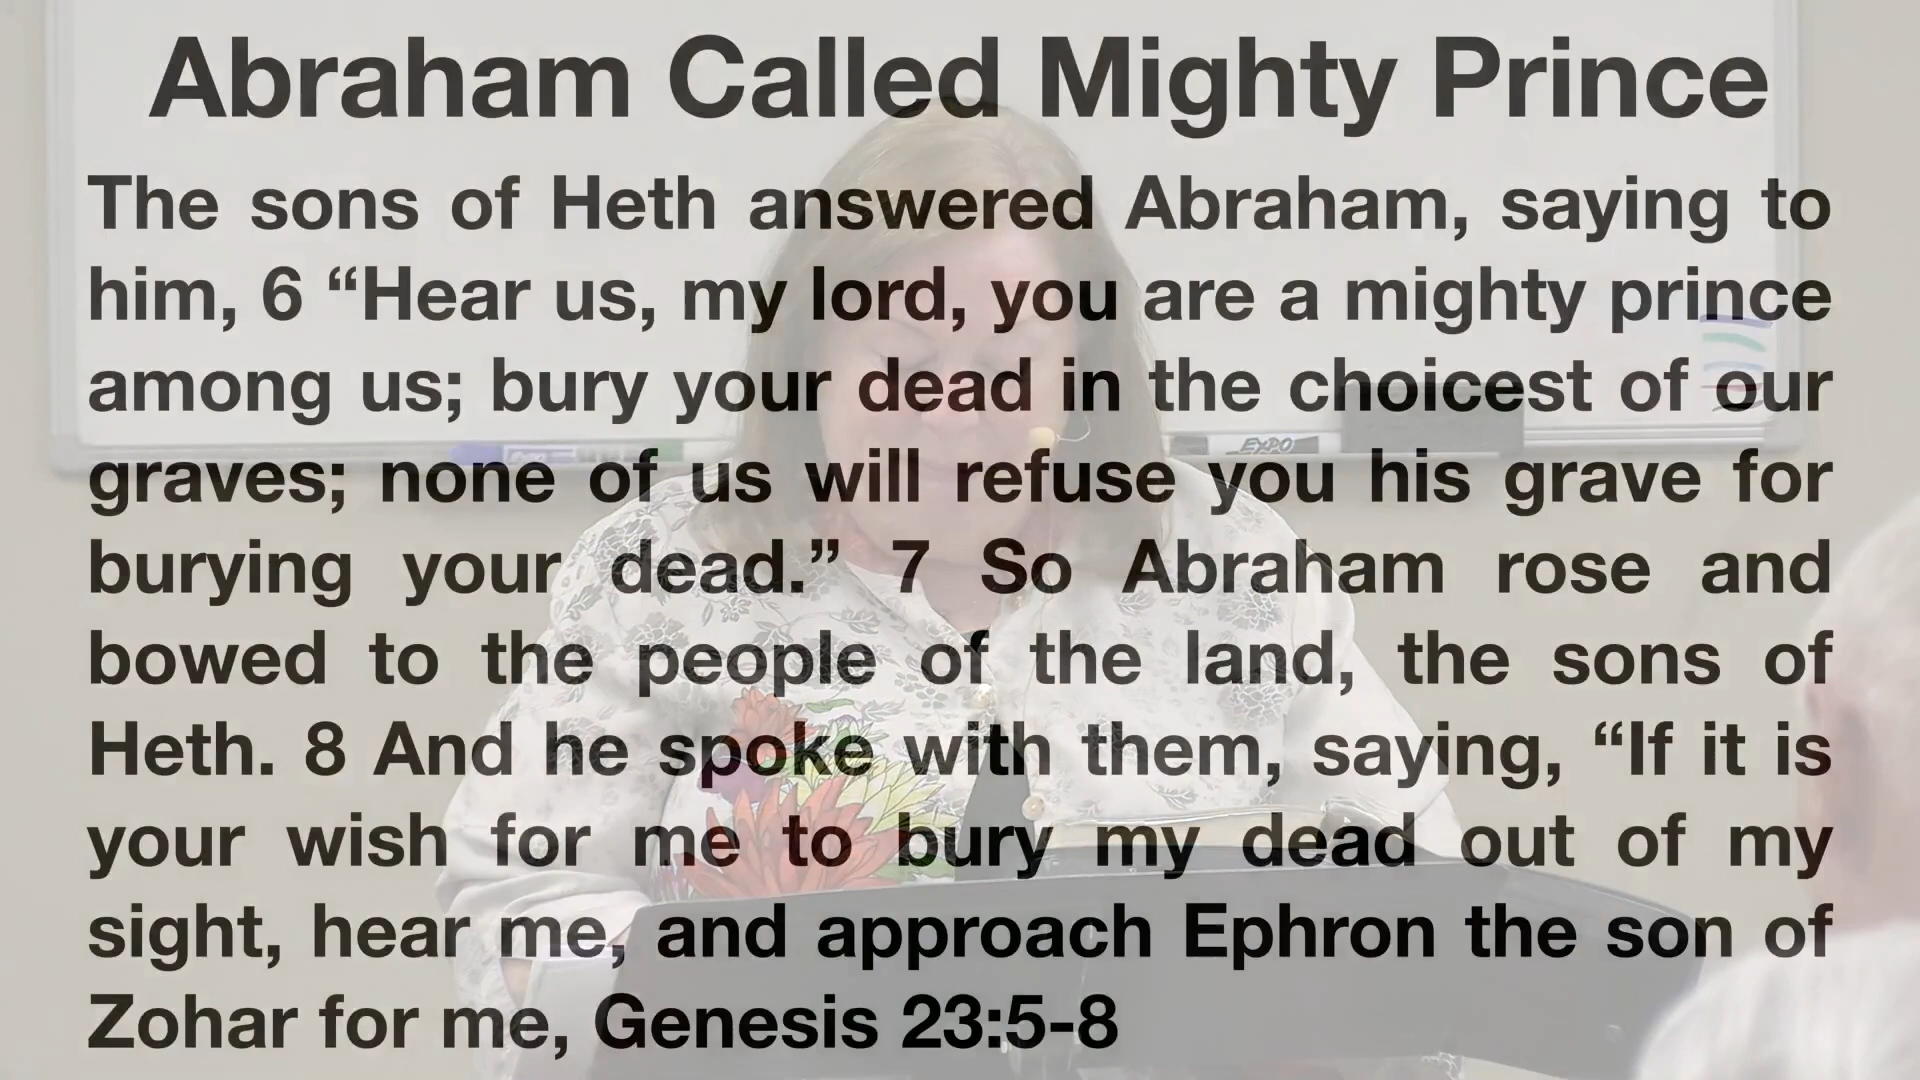 Abraham Called Mighty Prince
The sons of Heth answered Abraham, saying to
him, 6 “Hear us, my lord, you are a mighty prince
among us; bury your dead in the choicest of our
graves; none of us will refuse you his grave for
burying your dead.” 7 So Abraham rose and
bowed to the people of the land, the sons of
Heth. 8 And he spoke with them, saying, “If it is
your wish for me to bury my dead out of my
sight, hear me, and approach Ephron the son of
Zohar for me, Genesis 23:5-8
EXPO